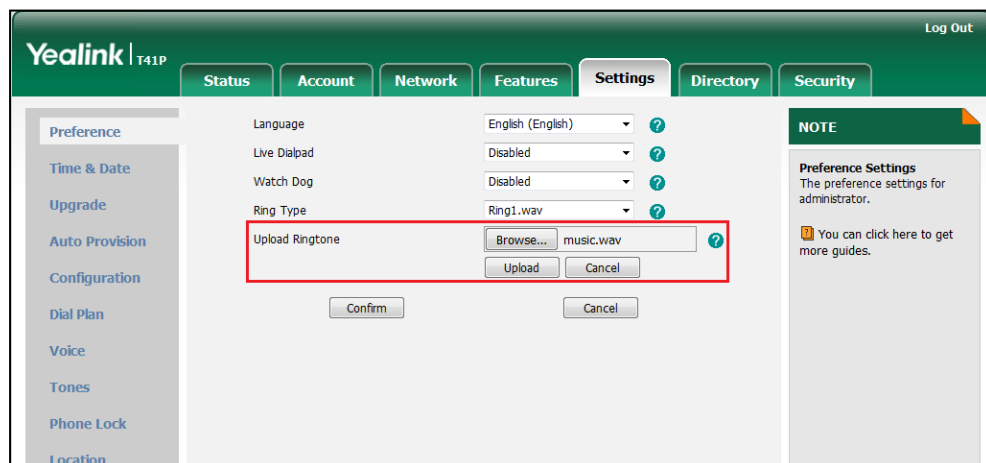 Log Out
Yealink T41P
Status Account Network Features Settings Directory Security
Preference
Time & Date
Upgrade
Auto Provision
Configuration
Dial Plan
Voice
Tones
Phone Lock
Location
Language English (English)
Live Dialpad Disabled
Watch Dog Disabled
Ring Type Ring1.wav
Upload Ringtone Browse... music.wav
Upload Cancel
Confirm Cancel
NOTE
Preference Settings
The preference settings for
administrator.
You can click here to get
more guides.